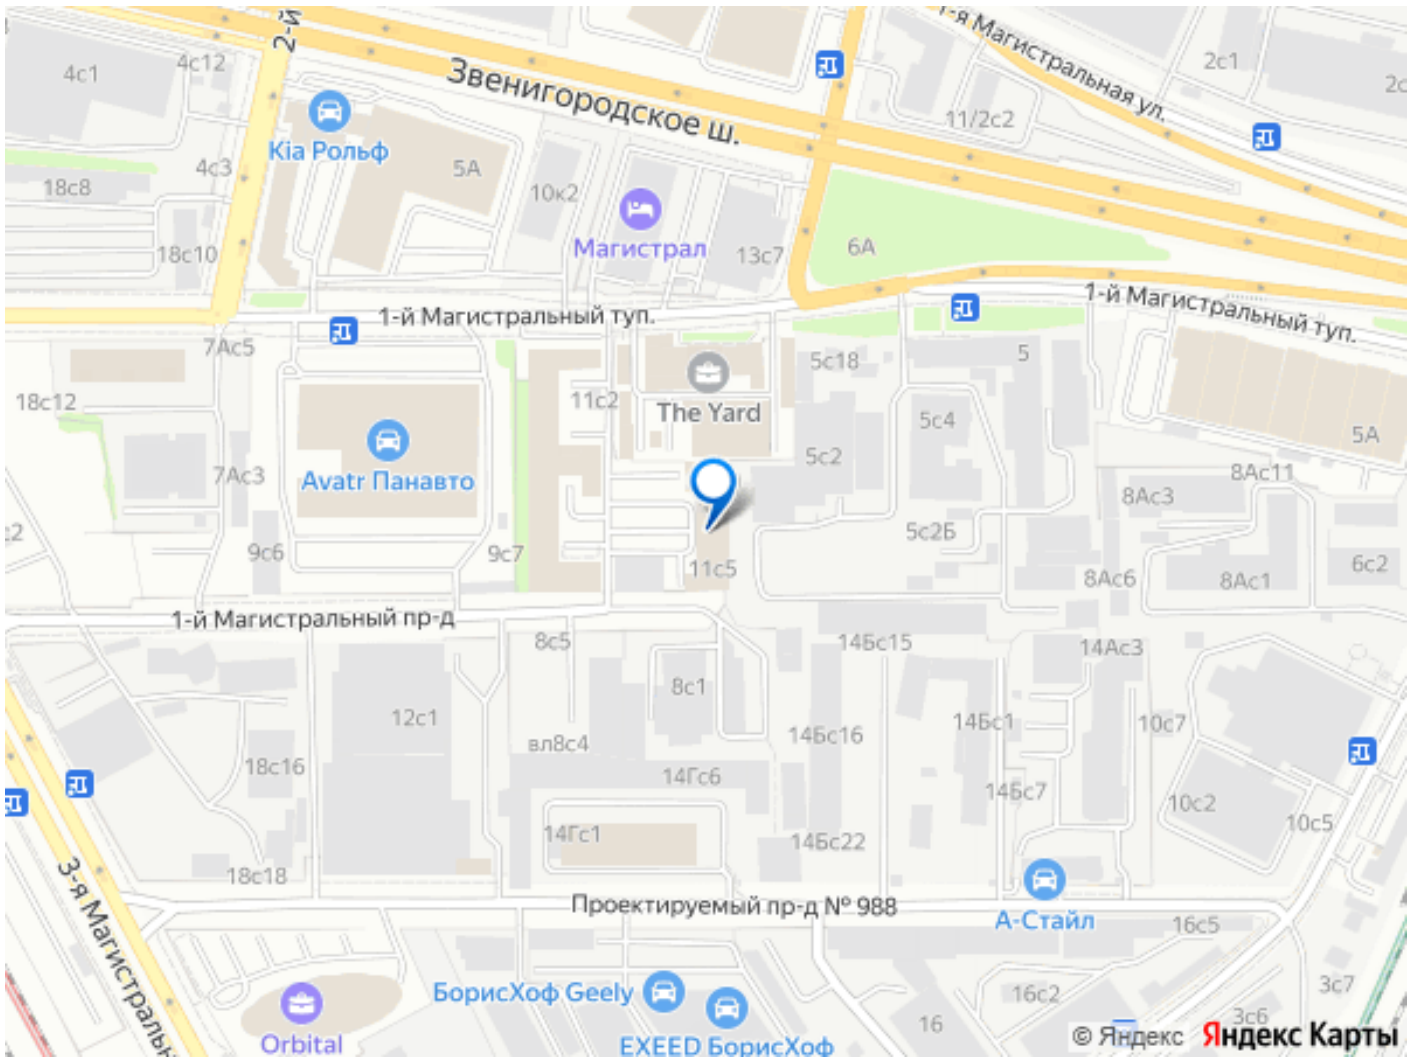 2-й
1-я Магистральная ул.
4с1
4с12
Звенигородское ш.
2с1
2с
11/2с2
Kia Рольф
4с3
5А
18с8
10к2
Магистрал
13с7
6А
18с10
1-й Магистральный туп.
1-й Магистральный туп.
7Ас5
5с18
5
18с12
11с2
The Yard
5с4
5А
7Ас3
Avatr Панавто
5с2
8Ас11
8Ас3
с2
9с6
9с7
5с2Б
11с5
8Ас6
8Ас1
6с2
1-й Магистральный пр-д
8с5
14Бс15
14Ас3
8с1
12с1
14Бс16
14Бс1
10с7
вл8с4
18с16
14Гс6
14Бс7
10с2
14Гс1
14Бс22
10с5
18с18
3-я Магистральн
Проектируемый пр-д № 988
А-Стайл
16с5
БорисХоф Geely
16с2
3с7
3с6
16
Orbital
EXEED БорисХоф
© Яндекс Яндекс Карты